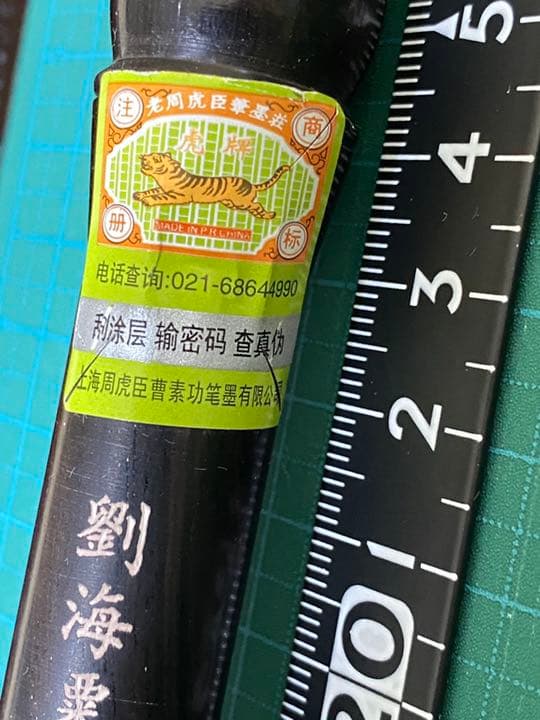 老周虎臣筆墨莊
注 商
虎牌
册 标
MADE IN P.R.CHINA
电话查询:021-68644990
刮涂层 输密码 查真伪
上海周虎臣曹素功笔墨有限公司
劉海粟
5
4
3
2
1
20